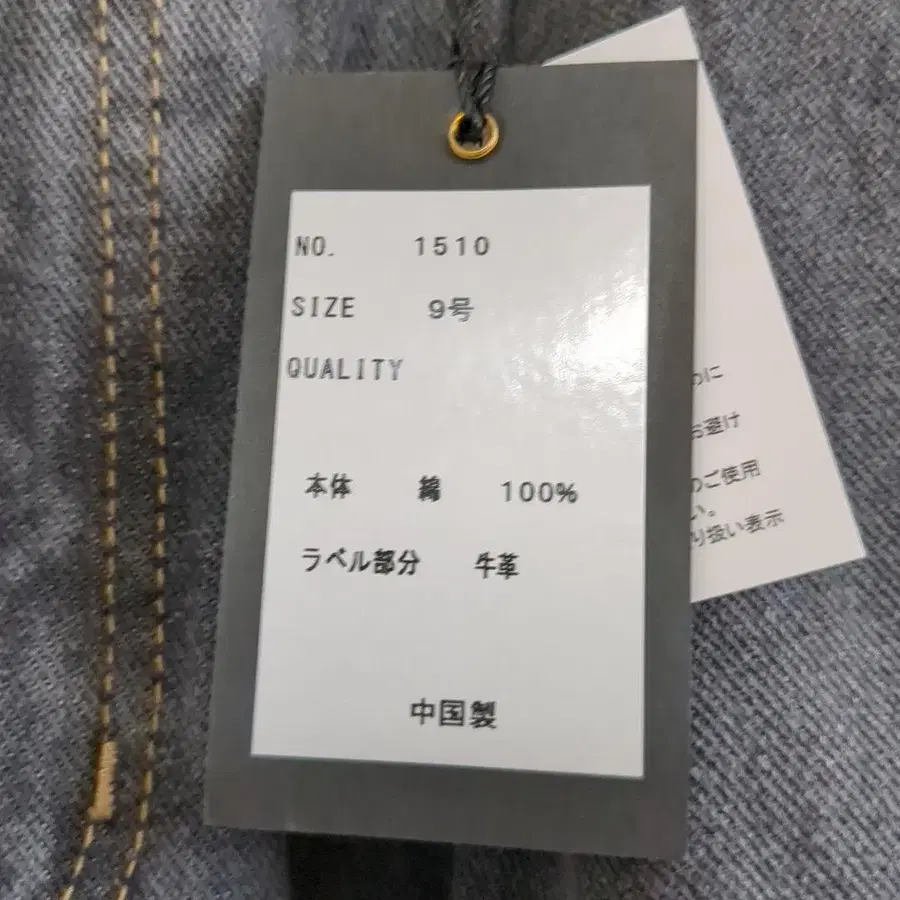 NO. 1510
SIZE 9号
QUALITY
本体 綿 100%
ラベル部分 牛革
中国製
に
お避け
のご使用
い。
り扱い表示